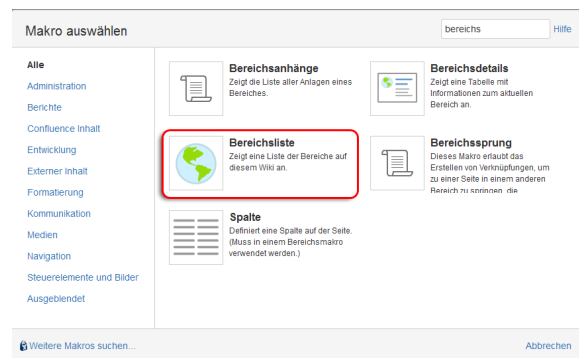 Makro auswählen
bereichs
Hilfe
Alle
Administration
Berichte
Confluence Inhalt
Entwicklung
Externer Inhalt
Formatierung
Kommunikation
Medien
Navigation
Steuerelemente und Bilder
Ausgeblendet
Bereichsanhänge
Zeigt die Liste aller Anlagen eines
Bereiches.
Bereichsdetails
Zeigt eine Tabelle mit
Informationen zum aktuellen
Bereich an.
Bereichsliste
Zeigt eine Liste der Bereiche auf
diesem Wiki an.
Bereichssprung
Dieses Makro erlaubt das
Erstellen von Verknüpfungen, um
zu einer Seite in einem anderen
Bereich zu springen, die
Spalte
Definiert eine Spalte auf der Seite.
(Muss in einem Bereichsmakro
verwendet werden.)
Weitere Makros suchen...
Abbrechen